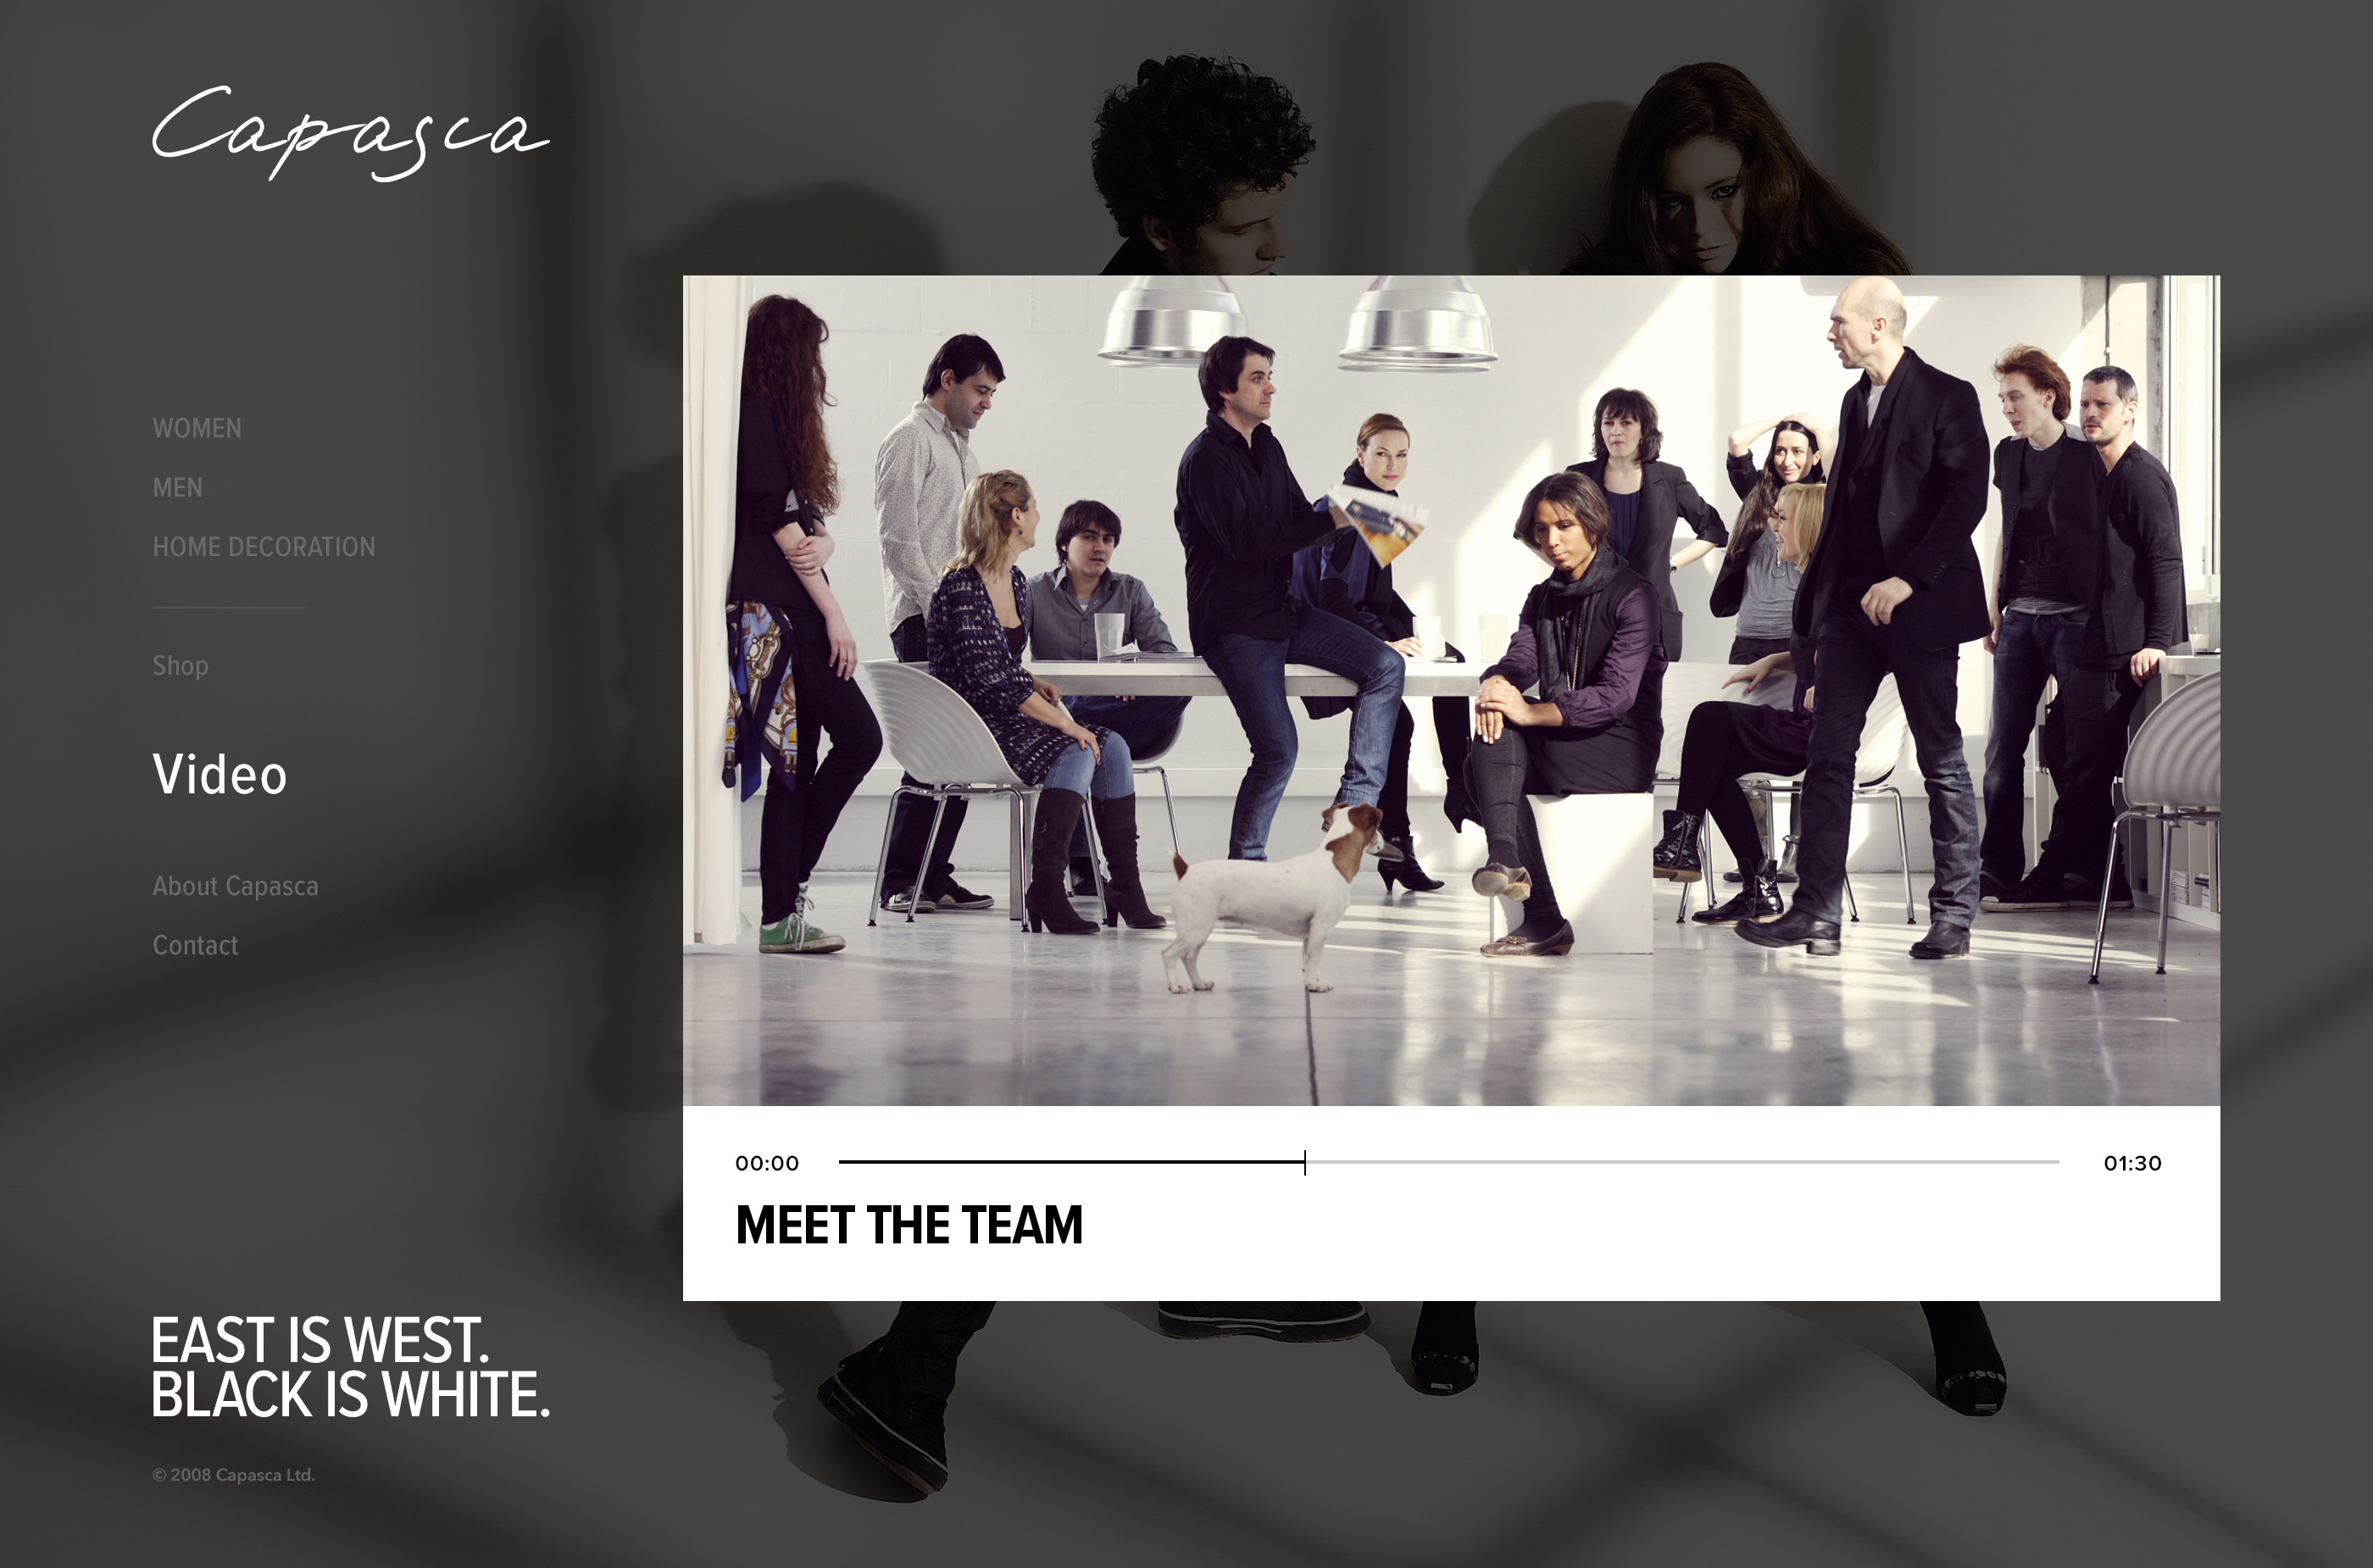 Capasca
WOMEN
MEN
HOME DECORATION
Shop
Video
About Capasca
Contact
00:00
01:30
MEET THE TEAM
EAST IS WEST.
BLACK IS WHITE.
© 2008 Capasca Ltd.